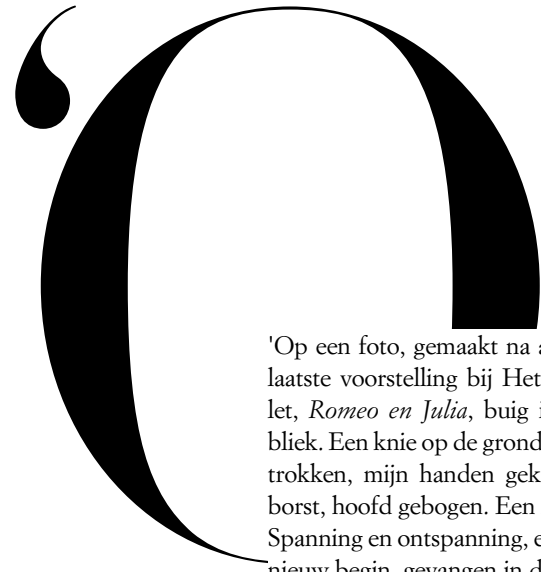 ‘O
'Op een foto, gemaakt na a
laatste voorstelling bij Het
let, Romeo en Julia, buig i
bliek. Een knie op de grond
trokken, mijn handen gek
borst, hoofd gebogen. Een
Spanning en ontspanning, e
nieuw begin, gevangen in d